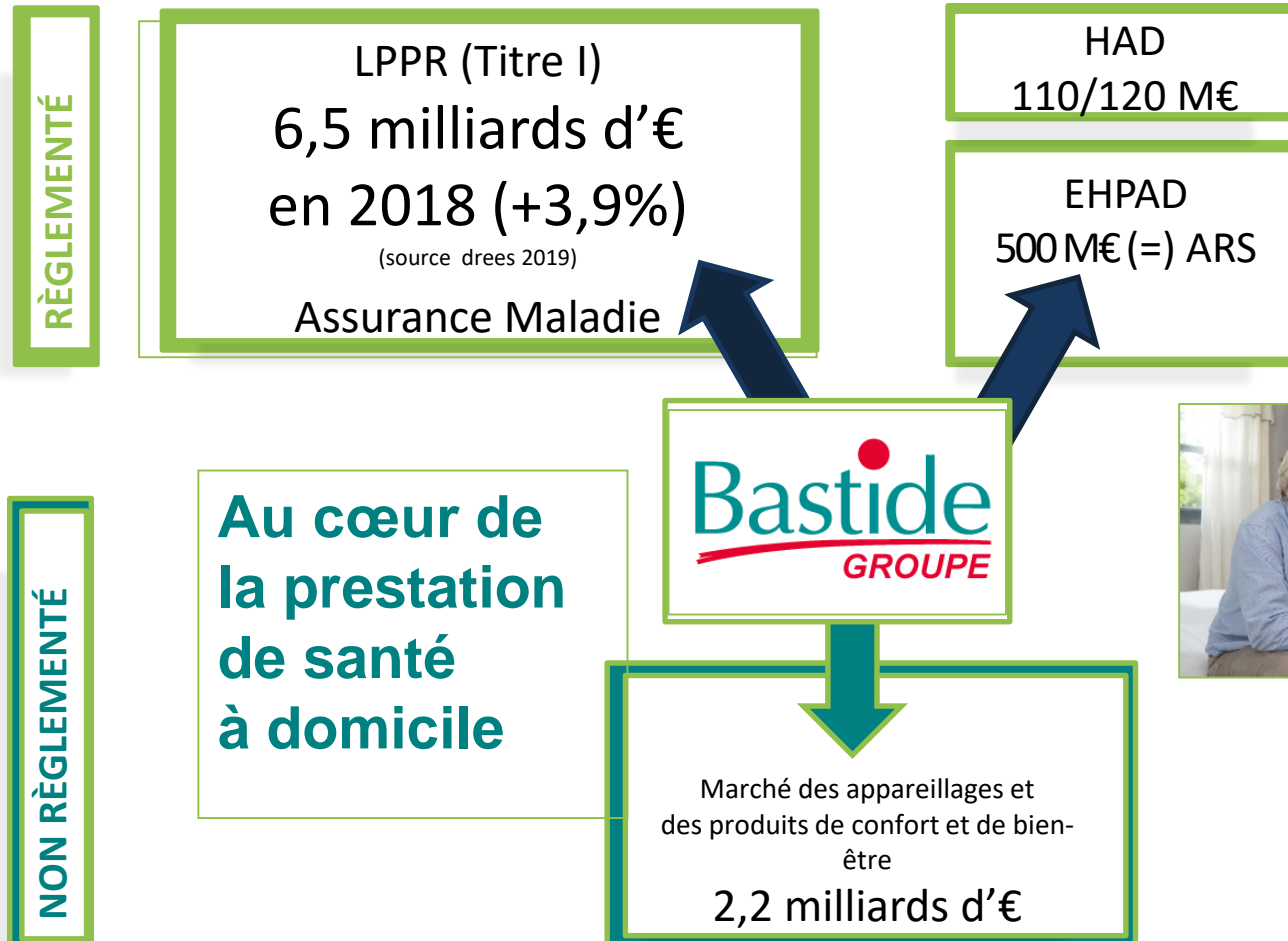 RÈGLEMENTÉ
LPPR (Titre I)
6,5 milliards d’€
en 2018 (+3,9%)
(source drees 2019)
Assurance Maladie
HAD
110/120 M€
EHPAD
500 M€ (=) ARS
Bastide
GROUPE
NON RÈGLEMENTÉ
Au cœur de
la prestation
de santé
à domicile
Marché des appareillages et
des produits de confort et de bien-
être
2,2 milliards d’€